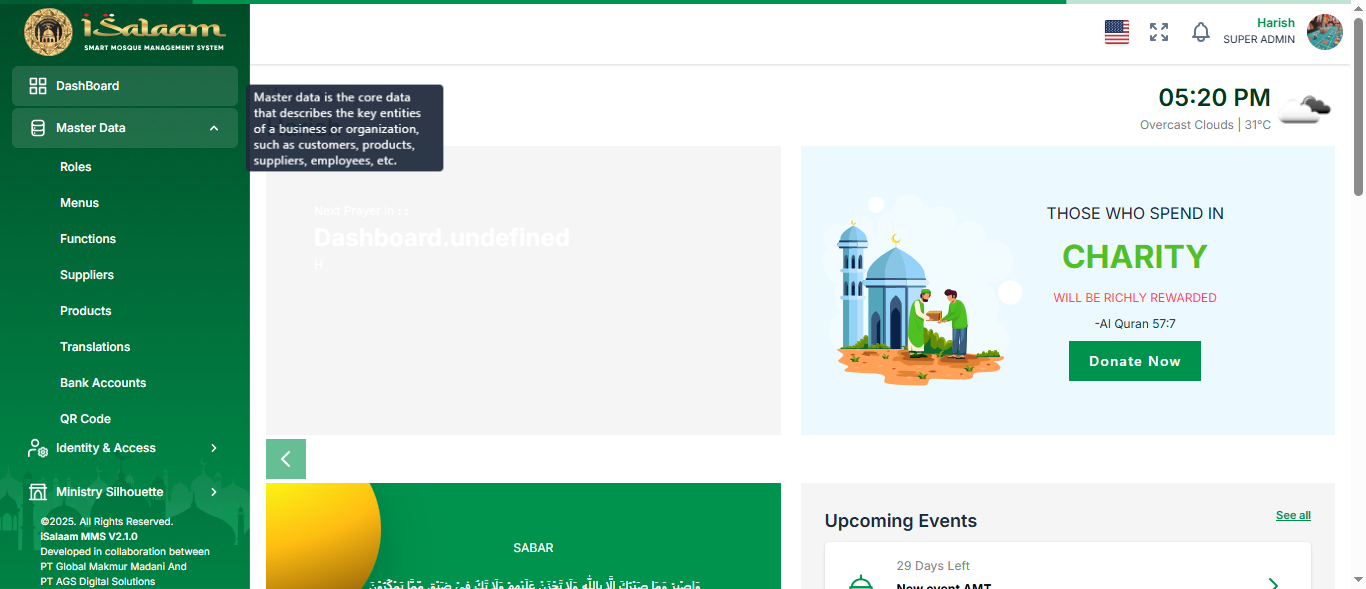 iSalaam
SMART MOSQUE MANAGEMENT SYSTEM
DashBoard
Master Data
Roles
Menus
Functions
Suppliers
Products
Translations
Bank Accounts
QR Code
Identity & Access
Ministry Silhouette
©2025. All Rights Reserved.
iSalaam MMS V2.1.0
Developed in collaboration between
PT Global Makmur Madani And
PT AGS Digital Solutions
Master data is the core data
that describes the key entities
of a business or organization,
such as customers, products,
suppliers, employees, etc.
Harish
SUPER ADMIN
05:20 PM
Overcast Clouds | 31°C
Next Prayer in : :
Dashboard.undefined
H
THOSE WHO SPEND IN
CHARITY
WILL BE RICHLY REWARDED
-Al Quran 57:7
Donate Now
SABAR
وَاصْبِرْ وَمَا صَبْرُكَ اِلَّا بِاللّٰهِ وَلَا تَحْزَنْ عَلَيْهِمْ وَلَا تَكُ فِيْ ضَيْقٍ مِّمَّا يَمْكُرُوْنَ
Upcoming Events
See all
29 Days Left
New event AMT